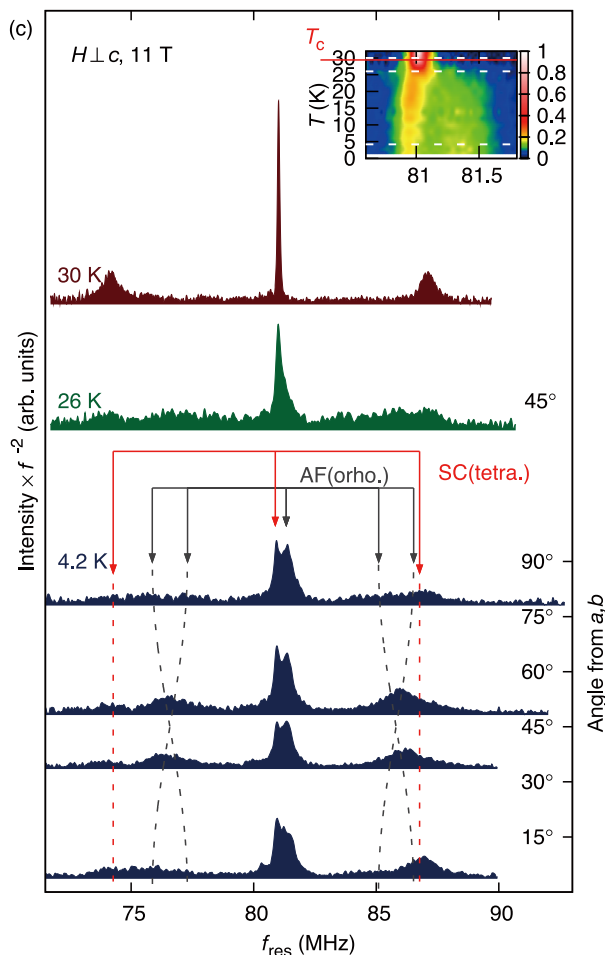 (c)
H⊥c, 11 T
T_c
T (K)
30
25
20
15
10
5
0
81
81.5
1
0.8
0.6
0.4
0.2
0
30 K
26 K
45°
AF(orho.)
SC(tetra.)
4.2 K
90°
75°
60°
45°
30°
15°
Intensity × f ⁻² (arb. units)
Angle from a,b
75
80
85
90
f_res (MHz)